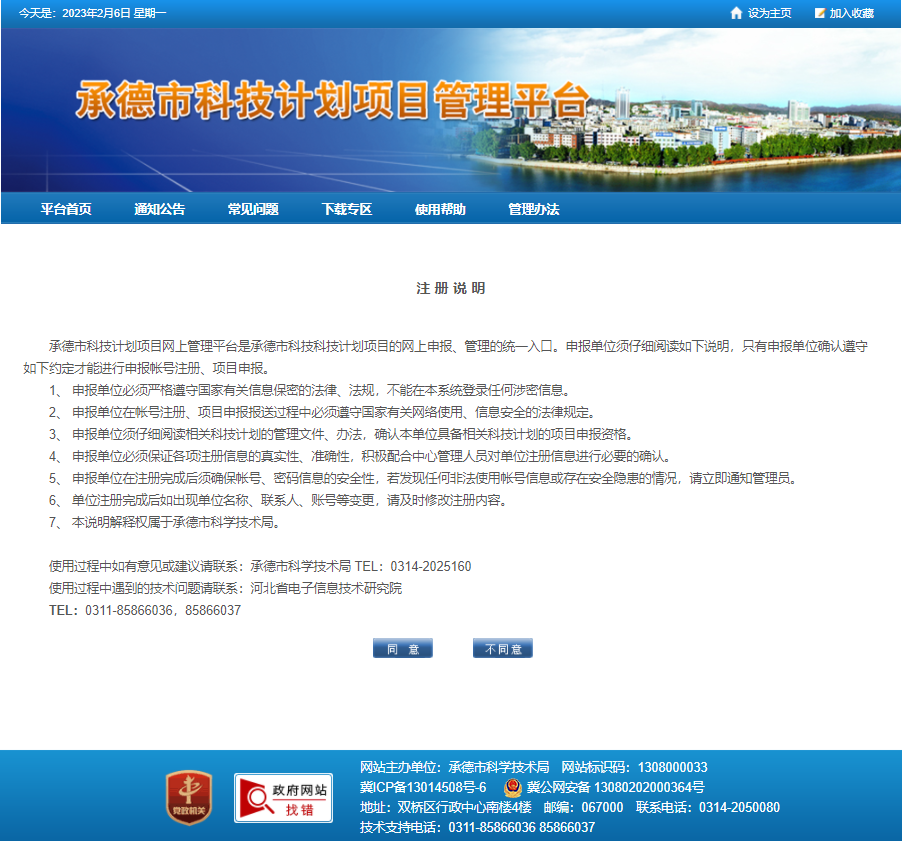 今天是：2023年2月6日 星期一
设为主页 加入收藏
承德市科技计划项目管理平台
平台首页 通知公告 常见问题 下载专区 使用帮助 管理办法
注 册 说 明
承德市科技计划项目网上管理平台是承德市科技科技计划项目的网上申报、管理的统一入口。申报单位须仔细阅读如下说明，只有申报单位确认遵守
如下约定才能进行申报帐号注册、项目申报。
1、 申报单位必须严格遵守国家有关信息保密的法律、法规，不能在本系统登录任何涉密信息。
2、 申报单位在帐号注册、项目申报报送过程中必须遵守国家有关网络使用、信息安全的法律规定。
3、 申报单位须仔细阅读相关科技计划的管理文件、办法，确认本单位具备相关科技计划的项目申报资格。
4、 申报单位必须保证各项注册信息的真实性、准确性，积极配合中心管理人员对单位注册信息进行必要的确认。
5、 申报单位在注册完成后须确保帐号、密码信息的安全性，若发现任何非法使用帐号信息或存在安全隐患的情况，请立即通知管理员。
6、 单位注册完成后如出现单位名称、联系人、账号等变更，请及时修改注册内容。
7、 本说明解释权属于承德市科学技术局。
使用过程中如有意见或建议请联系：承德市科学技术局 TEL：0314-2025160
使用过程中遇到的技术问题请联系：河北省电子信息技术研究院
TEL：0311-85866036，85866037
同 意 不同意
党政机关
政府网站
找错
网站主办单位：承德市科学技术局 网站标识码：1308000033
冀ICP备13014508号-6 冀公网安备 13080202000364号
地址：双桥区行政中心南楼4楼 邮编：067000 联系电话：0314-2050080
技术支持电话：0311-85866036 85866037